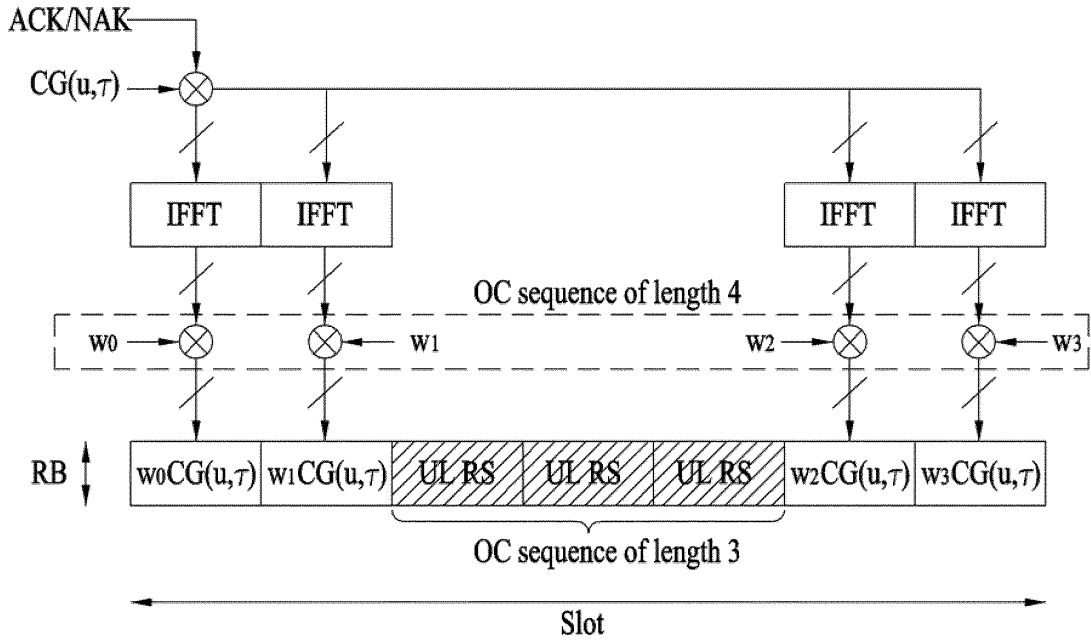 ACK/NAK
CG(u,τ)
IFFT IFFT IFFT IFFT
OC sequence of length 4
w0 w1 w2 w3
RB w0CG(u,τ) w1CG(u,τ) UL RS UL RS UL RS w2CG(u,τ) w3CG(u,τ)
OC sequence of length 3
Slot